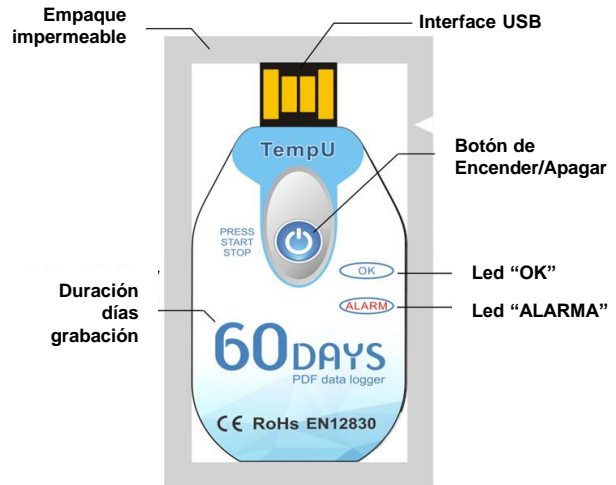 Empaque
impermeable
Interface USB
TempU
Botón de
Encender/Apagar
PRESS
START
STOP
OK
Led “OK”
ALARM
Led “ALARMA”
Duración
días
grabación
60DAYS
PDF data logger
CE RoHs EN12830